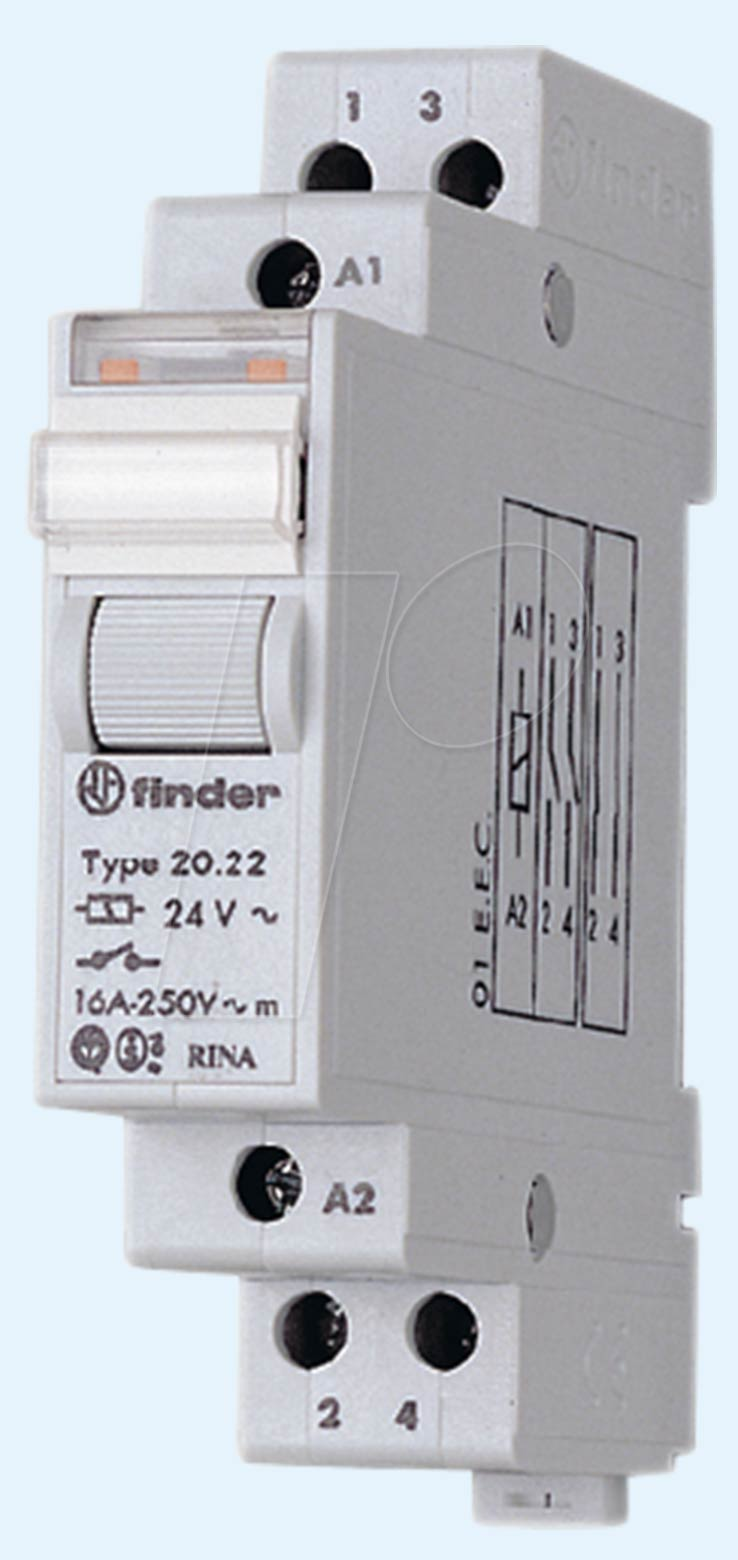 1 3
finder
A1
A1 1 3 1 3
finder
Type 20.22
24 V ~
16A-250V~m
RINA
01 E.E.C.
A2 2 4 2 4
A2
2 4